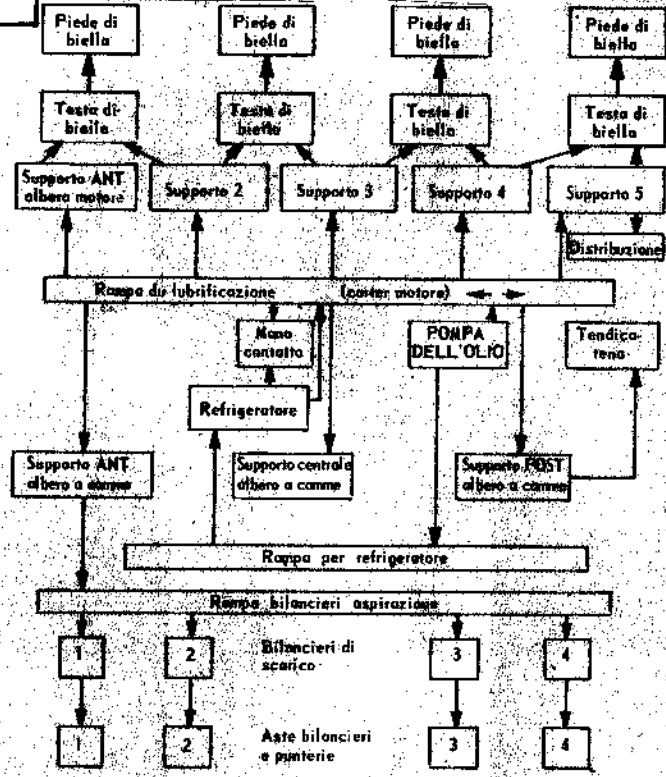 Piede di
biella
Piede di
biella
Piede di
biella
Piede di
biella
Testa di
biella
Testa di
biella
Testa di
biella
Testa di
biella
Supporto ANT
albero motore
Supporto 2
Supporto 3
Supporto 4
Supporto 5
Distribuzione
Rampa di lubrificazione (carter motore)
Mano
contatto
POMPA
DELL'OLIO
Tendica-
tena
Refrigeratore
Supporto ANT
albero a camme
Supporto centrale
albero a camme
Supporto POST
albero a camme
Rampa per refrigeratore
Rampa bilancieri aspirazione
1
2
Bilancieri di
scarico
3
4
1
2
Aste bilancieri
e punterie
3
4